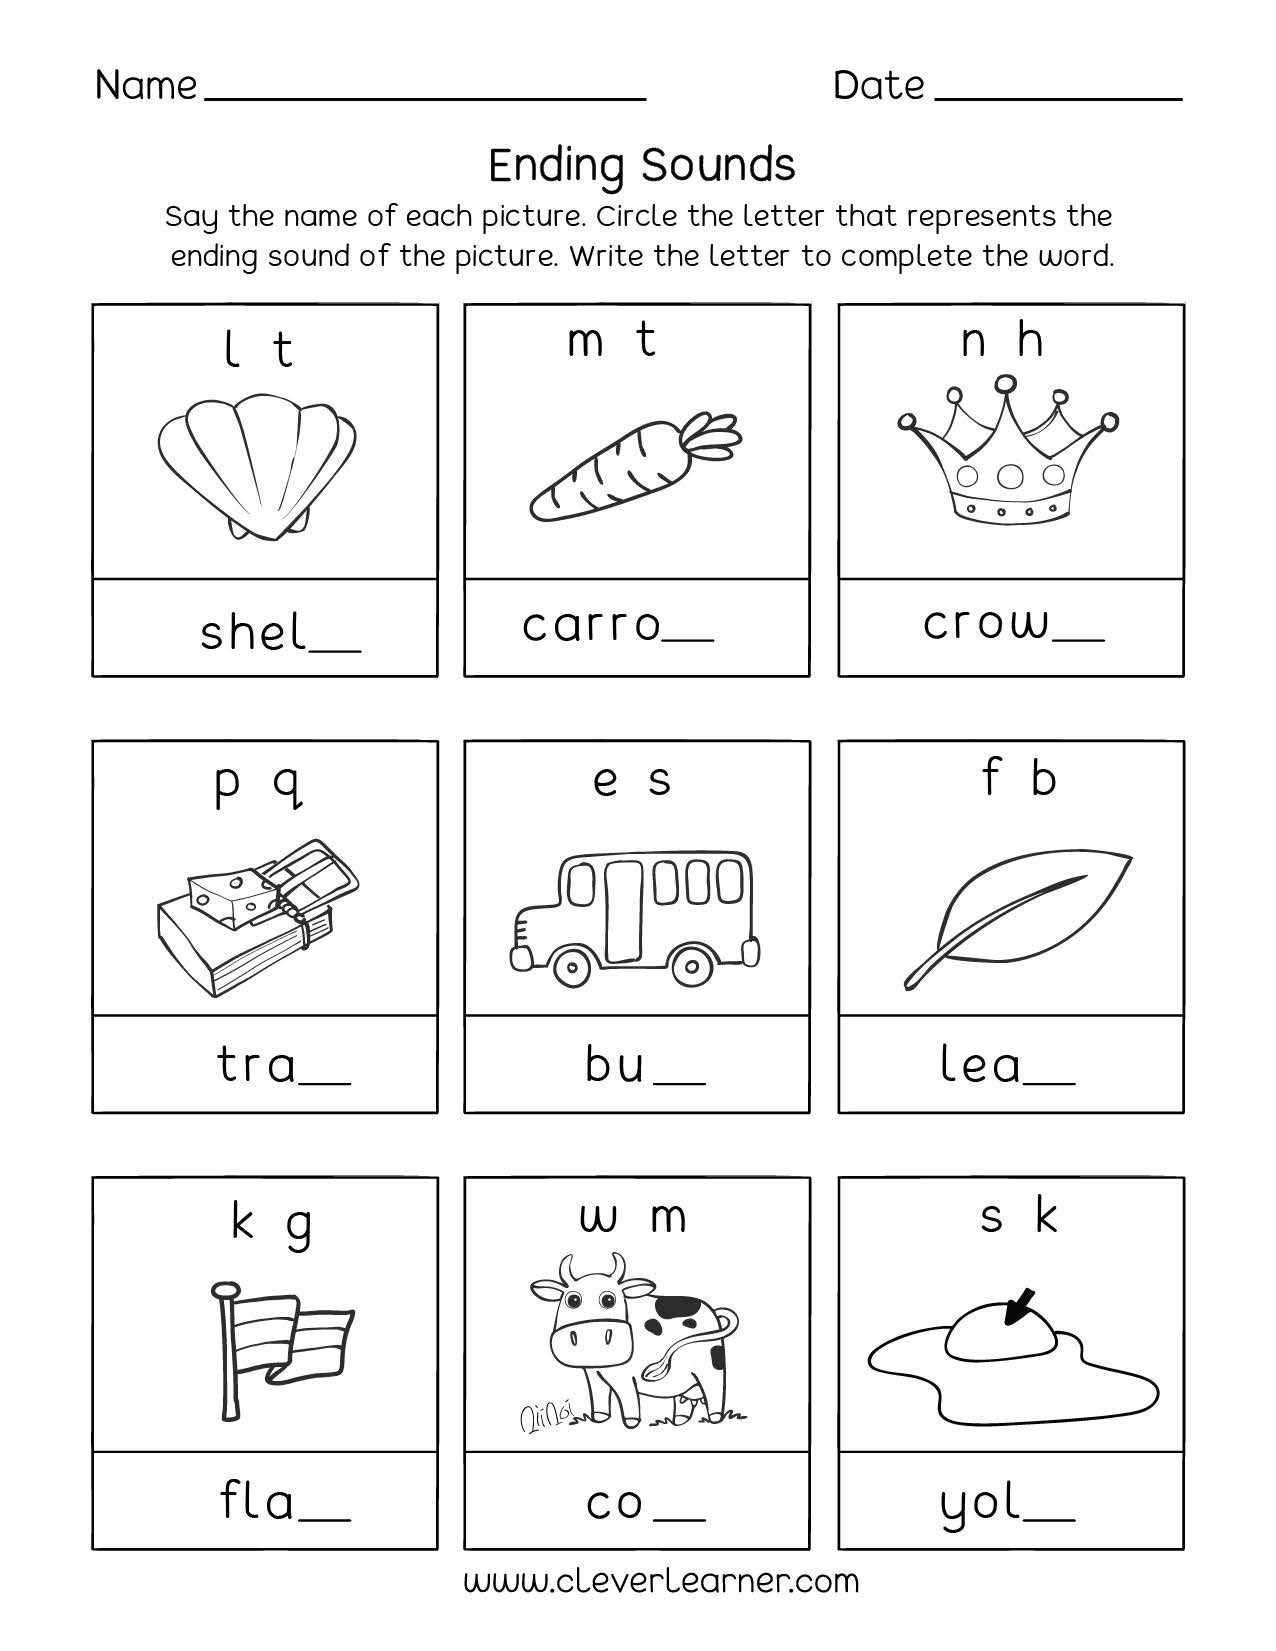 Name Date
Ending Sounds
Say the name of each picture. Circle the letter that represents the
ending sound of the picture. Write the letter to complete the word.
l t
m t
n h
shel__
carro__
crow__
p q
e s
f b
tra__
bu__
lea__
k g
w m
s k
fla__
co__
yol__
www.cleverlearner.com